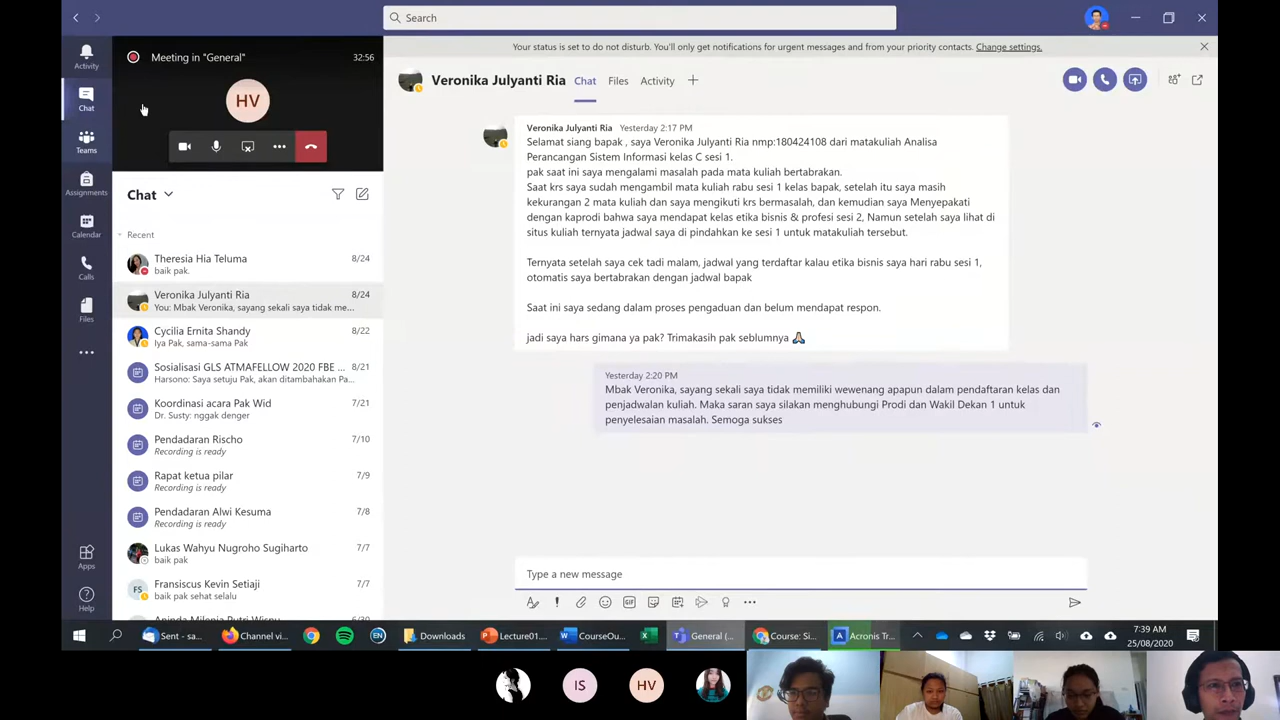 Search
Your status is set to do not disturb. You'll only get notifications for urgent messages and from your priority contacts. Change settings.
Activity
Chat
Teams
Assignments
Calendar
Calls
Files
Apps
Help
Meeting in "General"
32:56
HV
Chat
Recent
Theresia Hia Teluma 8/24
baik pak.
Veronika Julyanti Ria 8/24
You: Mbak Veronika, sayang sekali saya tidak me...
Cycilia Ernita Shandy 8/22
Iya Pak, sama-sama Pak
Sosialisasi GLS ATMAFELLOW 2020 FBE ... 8/21
Harsono: Saya setuju Pak, akan ditambahakan Pa...
Koordinasi acara Pak Wid 7/21
Dr. Susty: nggak denger
Pendadaran Rischo 7/10
Recording is ready
Rapat ketua pilar 7/9
Recording is ready
Pendadaran Alwi Kesuma 7/8
Recording is ready
Lukas Wahyu Nugroho Sugiharto 7/7
baik pak
FS
Fransiscus Kevin Setiaji 7/7
baik pak sehat selalu
Veronika Julyanti Ria Chat Files Activity
Veronika Julyanti Ria Yesterday 2:17 PM
Selamat siang bapak , saya Veronika Julyanti Ria nmp:180424108 dari matakuliah Analisa
Perancangan Sistem Informasi kelas C sesi 1.
pak saat ini saya mengalami masalah pada mata kuliah bertabrakan.
Saat krs saya sudah mengambil mata kuliah rabu sesi 1 kelas bapak, setelah itu saya masih
kekurangan 2 mata kuliah dan saya mengikuti krs bermasalah, dan kemudian saya Menyepakati
dengan kaprodi bahwa saya mendapat kelas etika bisnis & profesi sesi 2, Namun setelah saya lihat di
situs kuliah ternyata jadwal saya di pindahkan ke sesi 1 untuk matakuliah tersebut.
Ternyata setelah saya cek tadi malam, jadwal yang terdaftar kalau etika bisnis saya hari rabu sesi 1,
otomatis saya bertabrakan dengan jadwal bapak
Saat ini saya sedang dalam proses pengaduan dan belum mendapat respon.
jadi saya hars gimana ya pak? Trimakasih pak seblumnya 🙏🏼
Yesterday 2:20 PM
Mbak Veronika, sayang sekali saya tidak memiliki wewenang apapun dalam pendaftaran kelas dan
penjadwalan kuliah. Maka saran saya silakan menghubungi Prodi dan Wakil Dekan 1 untuk
penyelesaian masalah. Semoga sukses
Type a new message
GIF
Sent - sa... Channel vi... EN Downloads Lecture01.... CourseOu... General (... Course: Si... Acronis Tr...
7:39 AM
25/08/2020
IS
HV